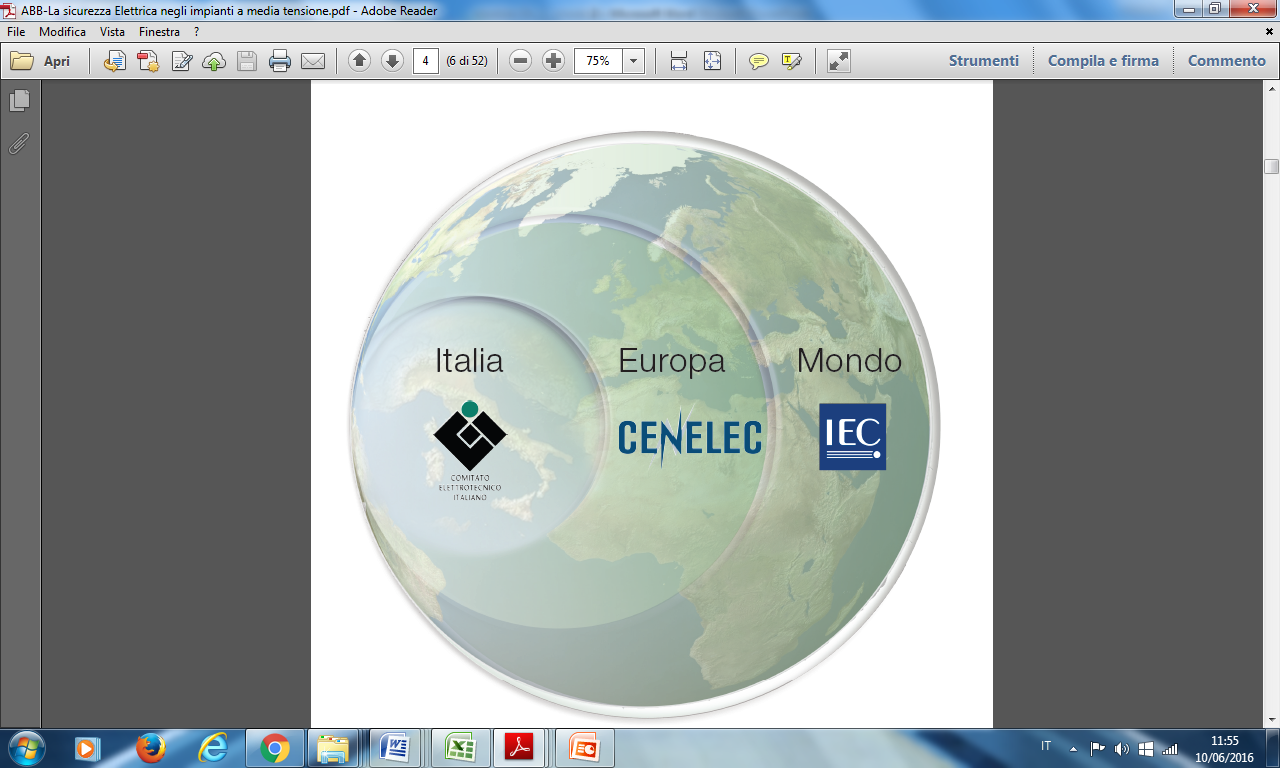 ABB-La sicurezza Elettrica negli impianti a media tensione.pdf - Adobe Reader
File Modifica Vista Finestra ?
Apri 4 (6 di 52) 75% Strumenti Compila e firma Commento
Italia Europa Mondo
CENELEC IEC
COMITATO
ELETTROTECNICO
ITALIANO
IT 11:55
10/06/2016